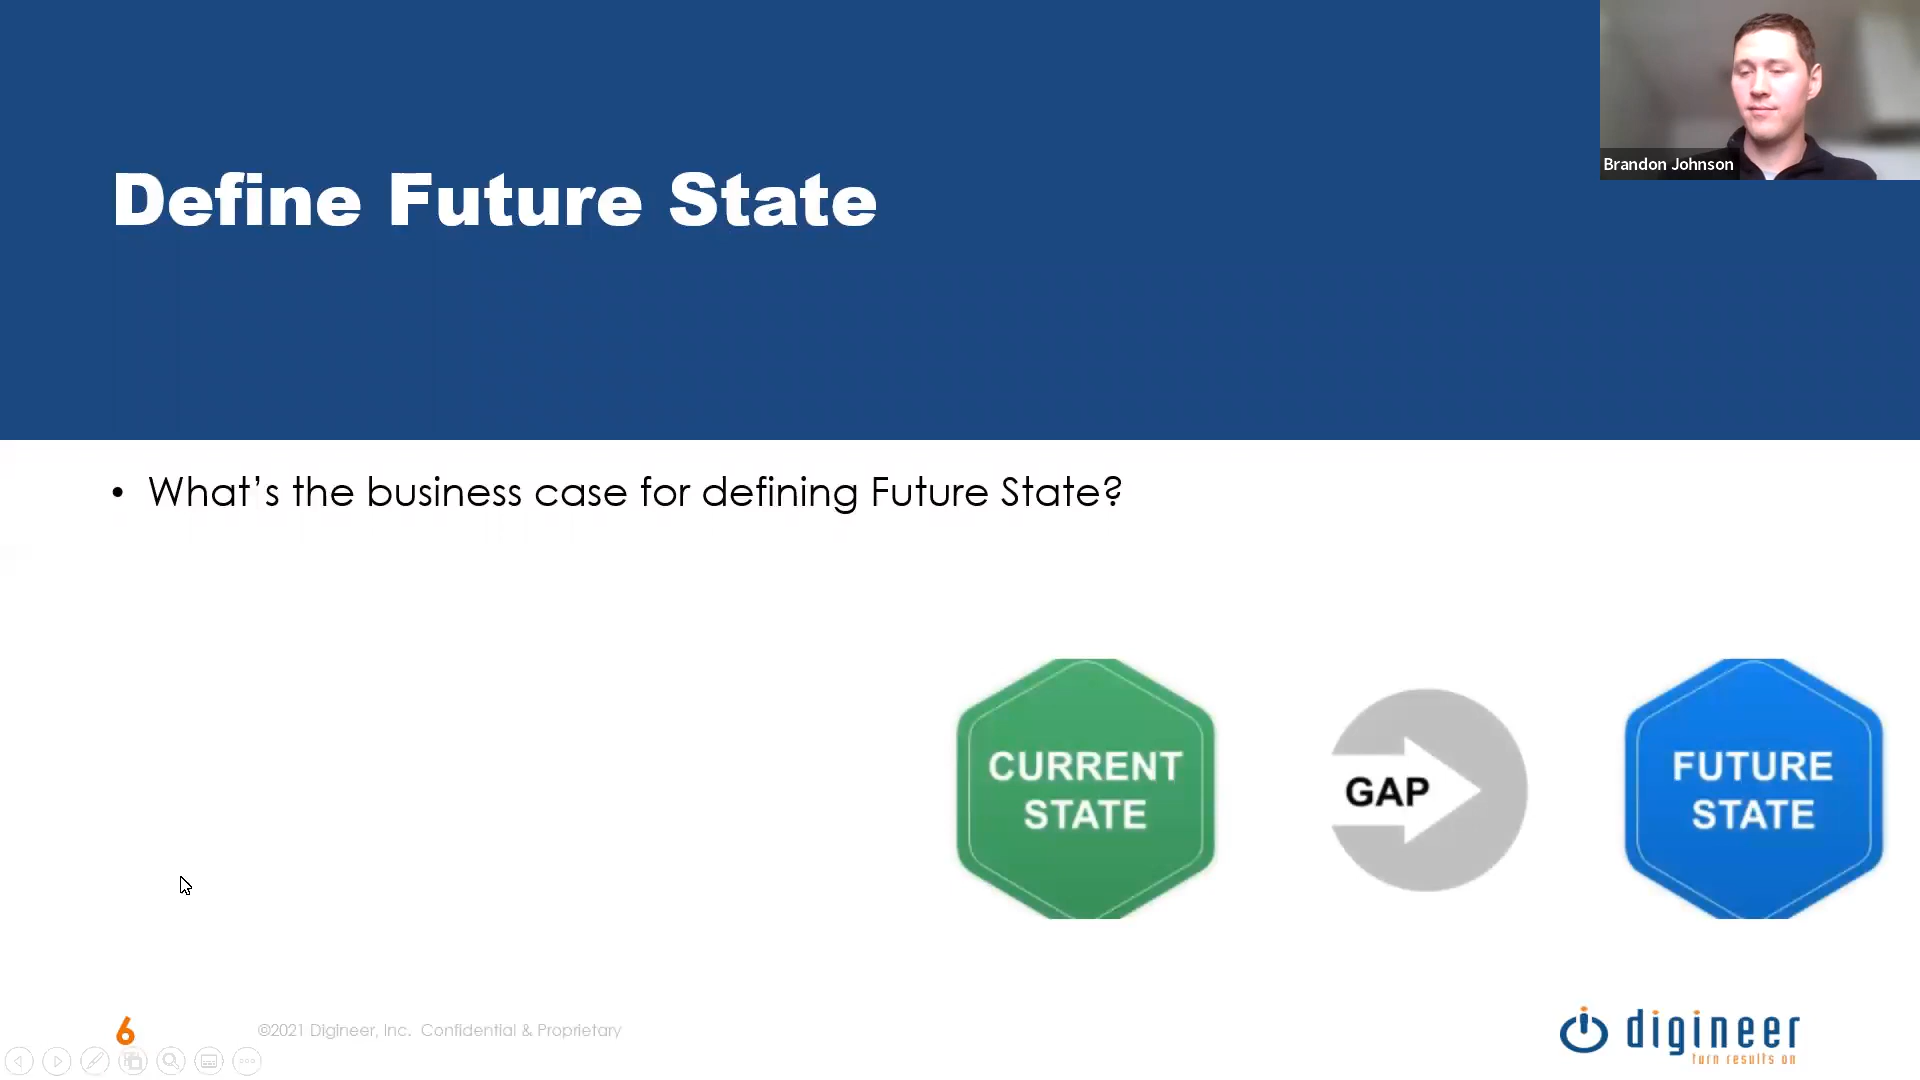 Brandon Johnson
Define Future State
• What’s the business case for defining Future State?
CURRENT
STATE
GAP
FUTURE
STATE
6
©2021 Digineer, Inc. Confidential & Proprietary
digineer
turn results on